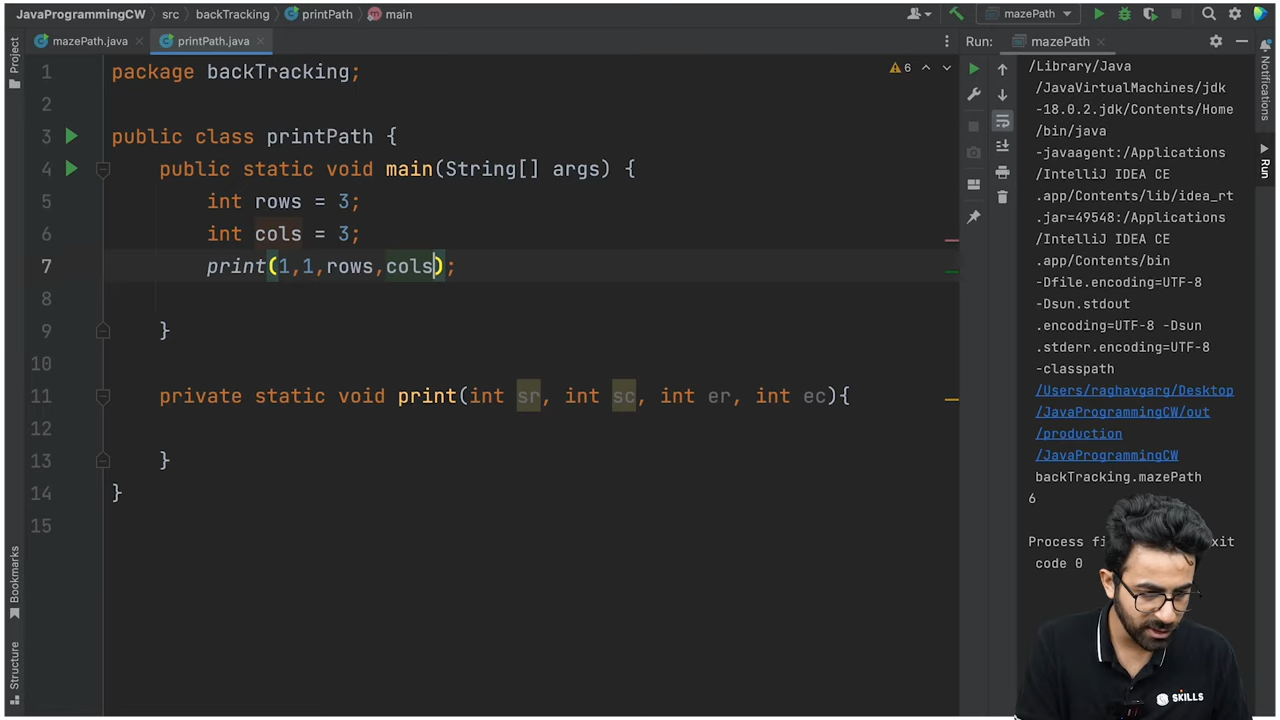 JavaProgrammingCW > src > backTracking > printPath > main
mazePath
mazePath.java
printPath.java
Run: mazePath
6
1 package backTracking;
2
3 public class printPath {
4 public static void main(String[] args) {
5 int rows = 3;
6 int cols = 3;
7 print(1,1,rows,cols);
8
9 }
10
11 private static void print(int sr, int sc, int er, int ec){
12
13 }
14 }
15
/Library/Java
/JavaVirtualMachines/jdk
-18.0.2.jdk/Contents/Home
/bin/java
-javaagent:/Applications
/IntelliJ IDEA CE
.app/Contents/lib/idea_rt
.jar=49548:/Applications
/IntelliJ IDEA CE
.app/Contents/bin
-Dfile.encoding=UTF-8
-Dsun.stdout
.encoding=UTF-8 -Dsun
.stderr.encoding=UTF-8
-classpath
/Users/raghavgarg/Desktop
/JavaProgrammingCW/out
/production
/JavaProgrammingCW
backTracking.mazePath
6
Process
code 0
Project
Bookmarks
Structure
Notifications
Run
SKILLS